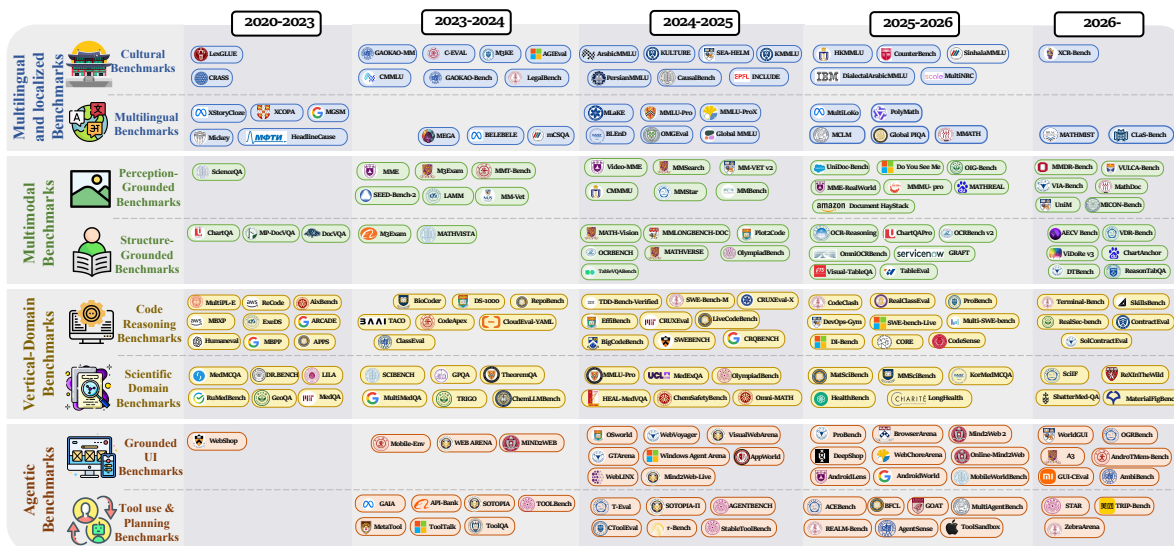 2020-2023 2023-2024 2024-2025 2025-2026 2026-
Multilingual and localized Benchmarks
Cultural Benchmarks
LexGLUE GAOKAO-MM C-EVAL M3KE AGIEval ArabicMMLU KULTURE SEA-HELM KMMLU HKMMLU CounterBench SinhalaMMLU XCR-Bench
CRASS CMMLU GAOKAO-Bench LegalBench PersianMMLU CausalBench EPFL INCLUDE IBM DialectalArabicMMLU scale MultiNRC
Multilingual Benchmarks
XStoryCloze XCOPA MGSM MLaKE MMLU-Pro MMLU-ProX MultiLoKo PolyMath
Mickey МФТИ HeadlineCause MEGA BELEBELE mCSQA BLEnD OMGEval Global MMLU MCLM Global PIQA MMATH MATHMIST CLaS-Bench
Multimodal Benchmarks
Perception-Grounded Benchmarks
ScienceQA MME M3Exam MMT-Bench Video-MME MMSearch MM-VET v2 UniDoc-Bench Do You See Me OIG-Bench MMDR-Bench VULCA-Bench
SEED-Bench-2 LAMM MM-Vet CMMMU MMStar MMBench MME-RealWorld MMMU- pro MATHREAL VIA-Bench MathDoc
amazon Document HayStack UniM MICON-Bench
Structure-Grounded Benchmarks
ChartQA MP-DocVQA DocVQA M3Exam MATHVISTA MATH-Vision MMLONGBENCH-DOC Plot2Code OCR-Reasoning ChartQAPro OCRBench v2 AECV Bench VDR-Bench
OCRBENCH MATHVERSE OlympiadBench OmniOCRBench servicenow GRAFT ViDoRe v3 ChartAnchor
TableVQABench Visual-TableQA TableEval DTBench ReasonTabQA
Vertical-Domain Benchmarks
Code Reasoning Benchmarks
MultiPL-E aws ReCode AixBench BioCoder DS-1000 RepoBench TDD-Bench-Verified SWE-Bench-M CRUXEval-X CodeClash RealClassEval ProBench Terminal-Bench SkillsBench
aws MBXP ExeDS ARCADE BAAI TACO CodeApex CloudEval-YAML EffiBench CRUXEval LiveCodeBench DevOps-Gym SWE-bench-Live Multi-SWE-bench RealSec-bench ContractEval
Humaneval MBPP APPS ClassEval BigCodeBench SWEBENCH CRQBENCH DI-Bench CORE CodeSense SolContractEval
Scientific Domain Benchmarks
MedMCQA DR.BENCH LILA SCIBENCH GPQA TheoremQA MMLU-Pro UCL MedExQA OlympiadBench MatSciBench MMSciBench KorMedMCQA SciIF ReXInTheWild
RuMedBench GeoQA MedQA MultiMedQA TRIGO ChemLLMBench HEAL-MedVQA ChemSafetyBench Omni-MATH HealthBench CHARITÉ LongHealth ShatterMed-QA MaterialFigBench
Agentic Benchmarks
Grounded UI Benchmarks
WebShop Mobile-Env WEB ARENA MIND2WEB OSworld WebVoyager VisualWebArena ProBench BrowserArena Mind2Web 2 WorldGUI OGRBench
GTArena Windows Agent Arena AppWorld DeepShop WebChoreArena Online-Mind2Web A3 AndroTMem-Bench
WebLINX Mind2Web-Live AndroidLens AndroidWorld MobileWorldBench GUI-CEval AmbiBench
Tool use & Planning Benchmarks
GAIA API-Bank SOTOPIA TOOLBench T-Eval SOTOPIA-Π AGENTBENCH ACEBench BFCL GOAT MultiAgentBench STAR TRIP-Bench
MetaTool ToolTalk ToolQA CToolEval τ-Bench StableToolBench REALM-Bench AgentSense ToolSandbox ZebraArena